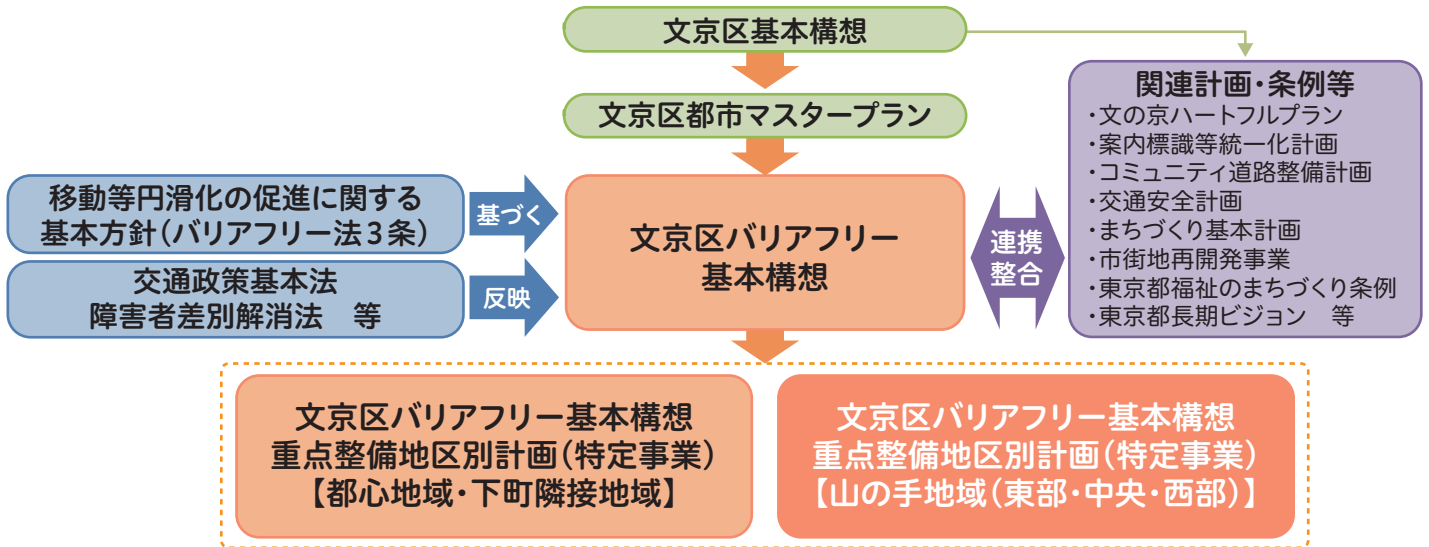 文京区基本構想
文京区都市マスタープラン
関連計画・条例等
・文の京ハートフルプラン
・案内標識等統一化計画
・コミュニティ道路整備計画
・交通安全計画
・まちづくり基本計画
・市街地再開発事業
・東京都福祉のまちづくり条例
・東京都長期ビジョン　等
移動等円滑化の促進に関する
基本方針（バリアフリー法３条）
基づく
交通政策基本法
障害者差別解消法　等
反映
文京区バリアフリー
基本構想
連携
整合
文京区バリアフリー基本構想
重点整備地区別計画（特定事業）
【都心地域・下町隣接地域】
文京区バリアフリー基本構想
重点整備地区別計画（特定事業）
【山の手地域（東部・中央・西部）】